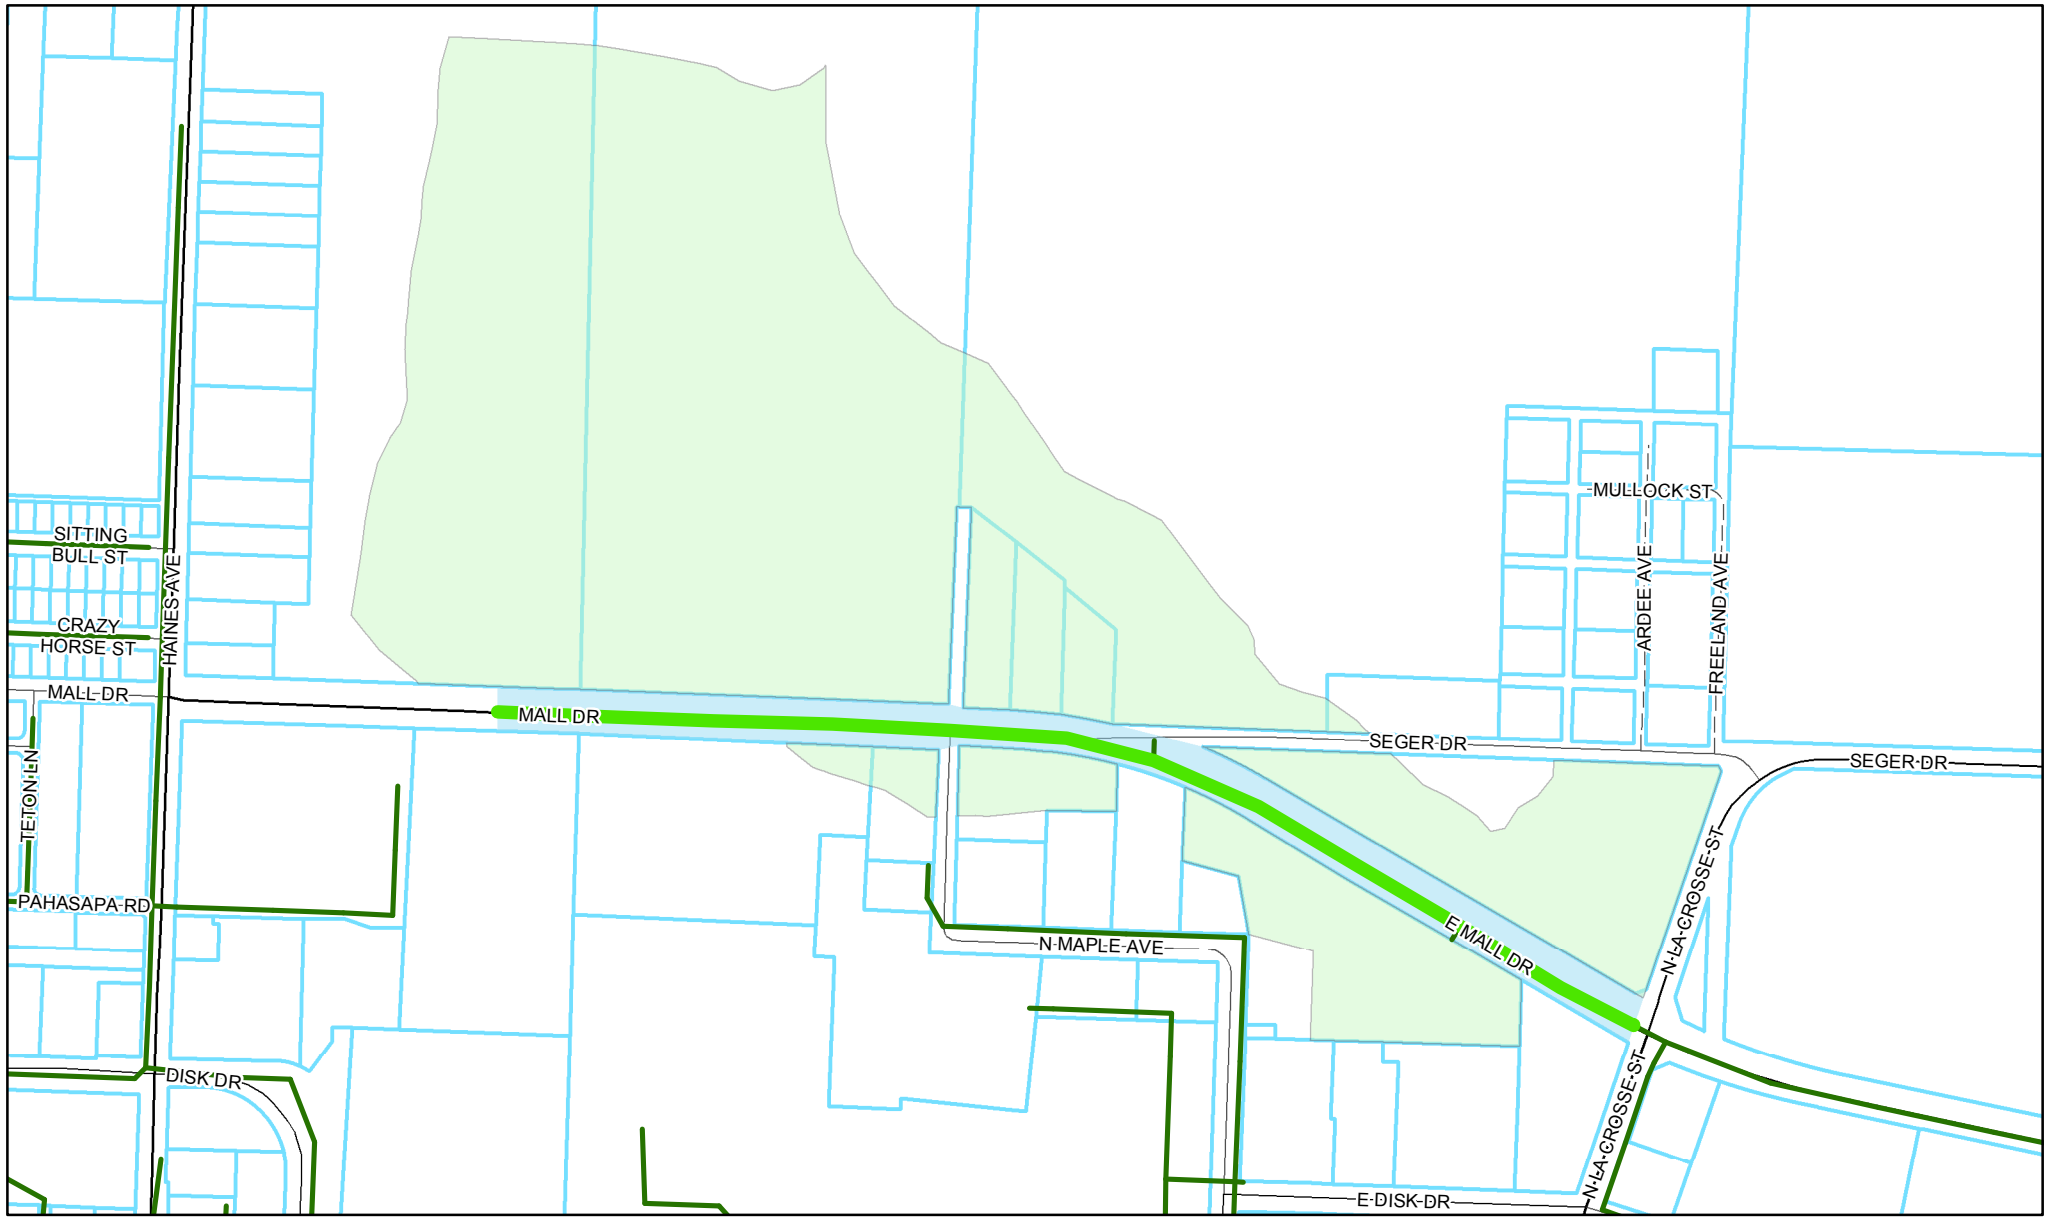 MULLOCK ST
SITTING
BULL ST
HAINES AVE
ARDEE AVE
FREELAND AVE
CRAZY
HORSE ST
MALL DR
MALL DR
SEGER DR
SEGER DR
TETON LN
PAHASAPA RD
N LA CROSSE ST
E MALL DR
N MAPLE AVE
DISK DR
N LA CROSSE ST
E DISK DR